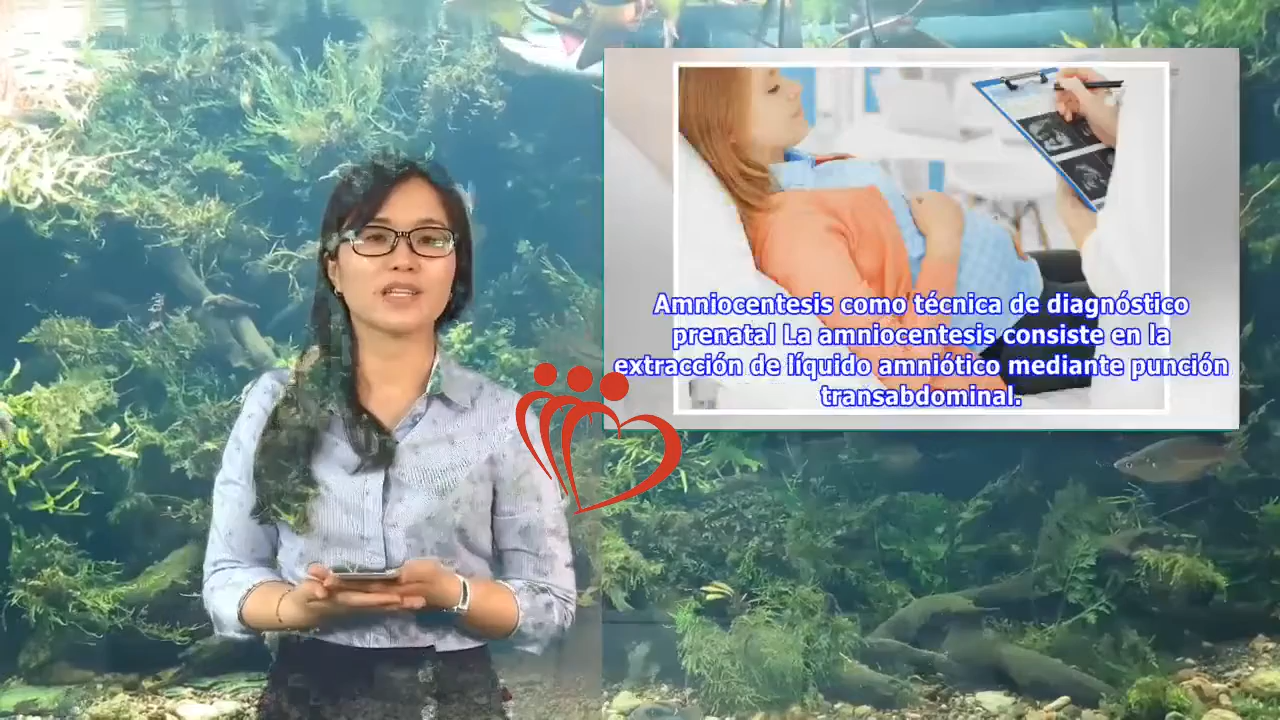 Amniocentesis como técnica de diagnóstico
prenatal La amniocentesis consiste en la
extracción de líquido amniótico mediante punción
transabdominal.